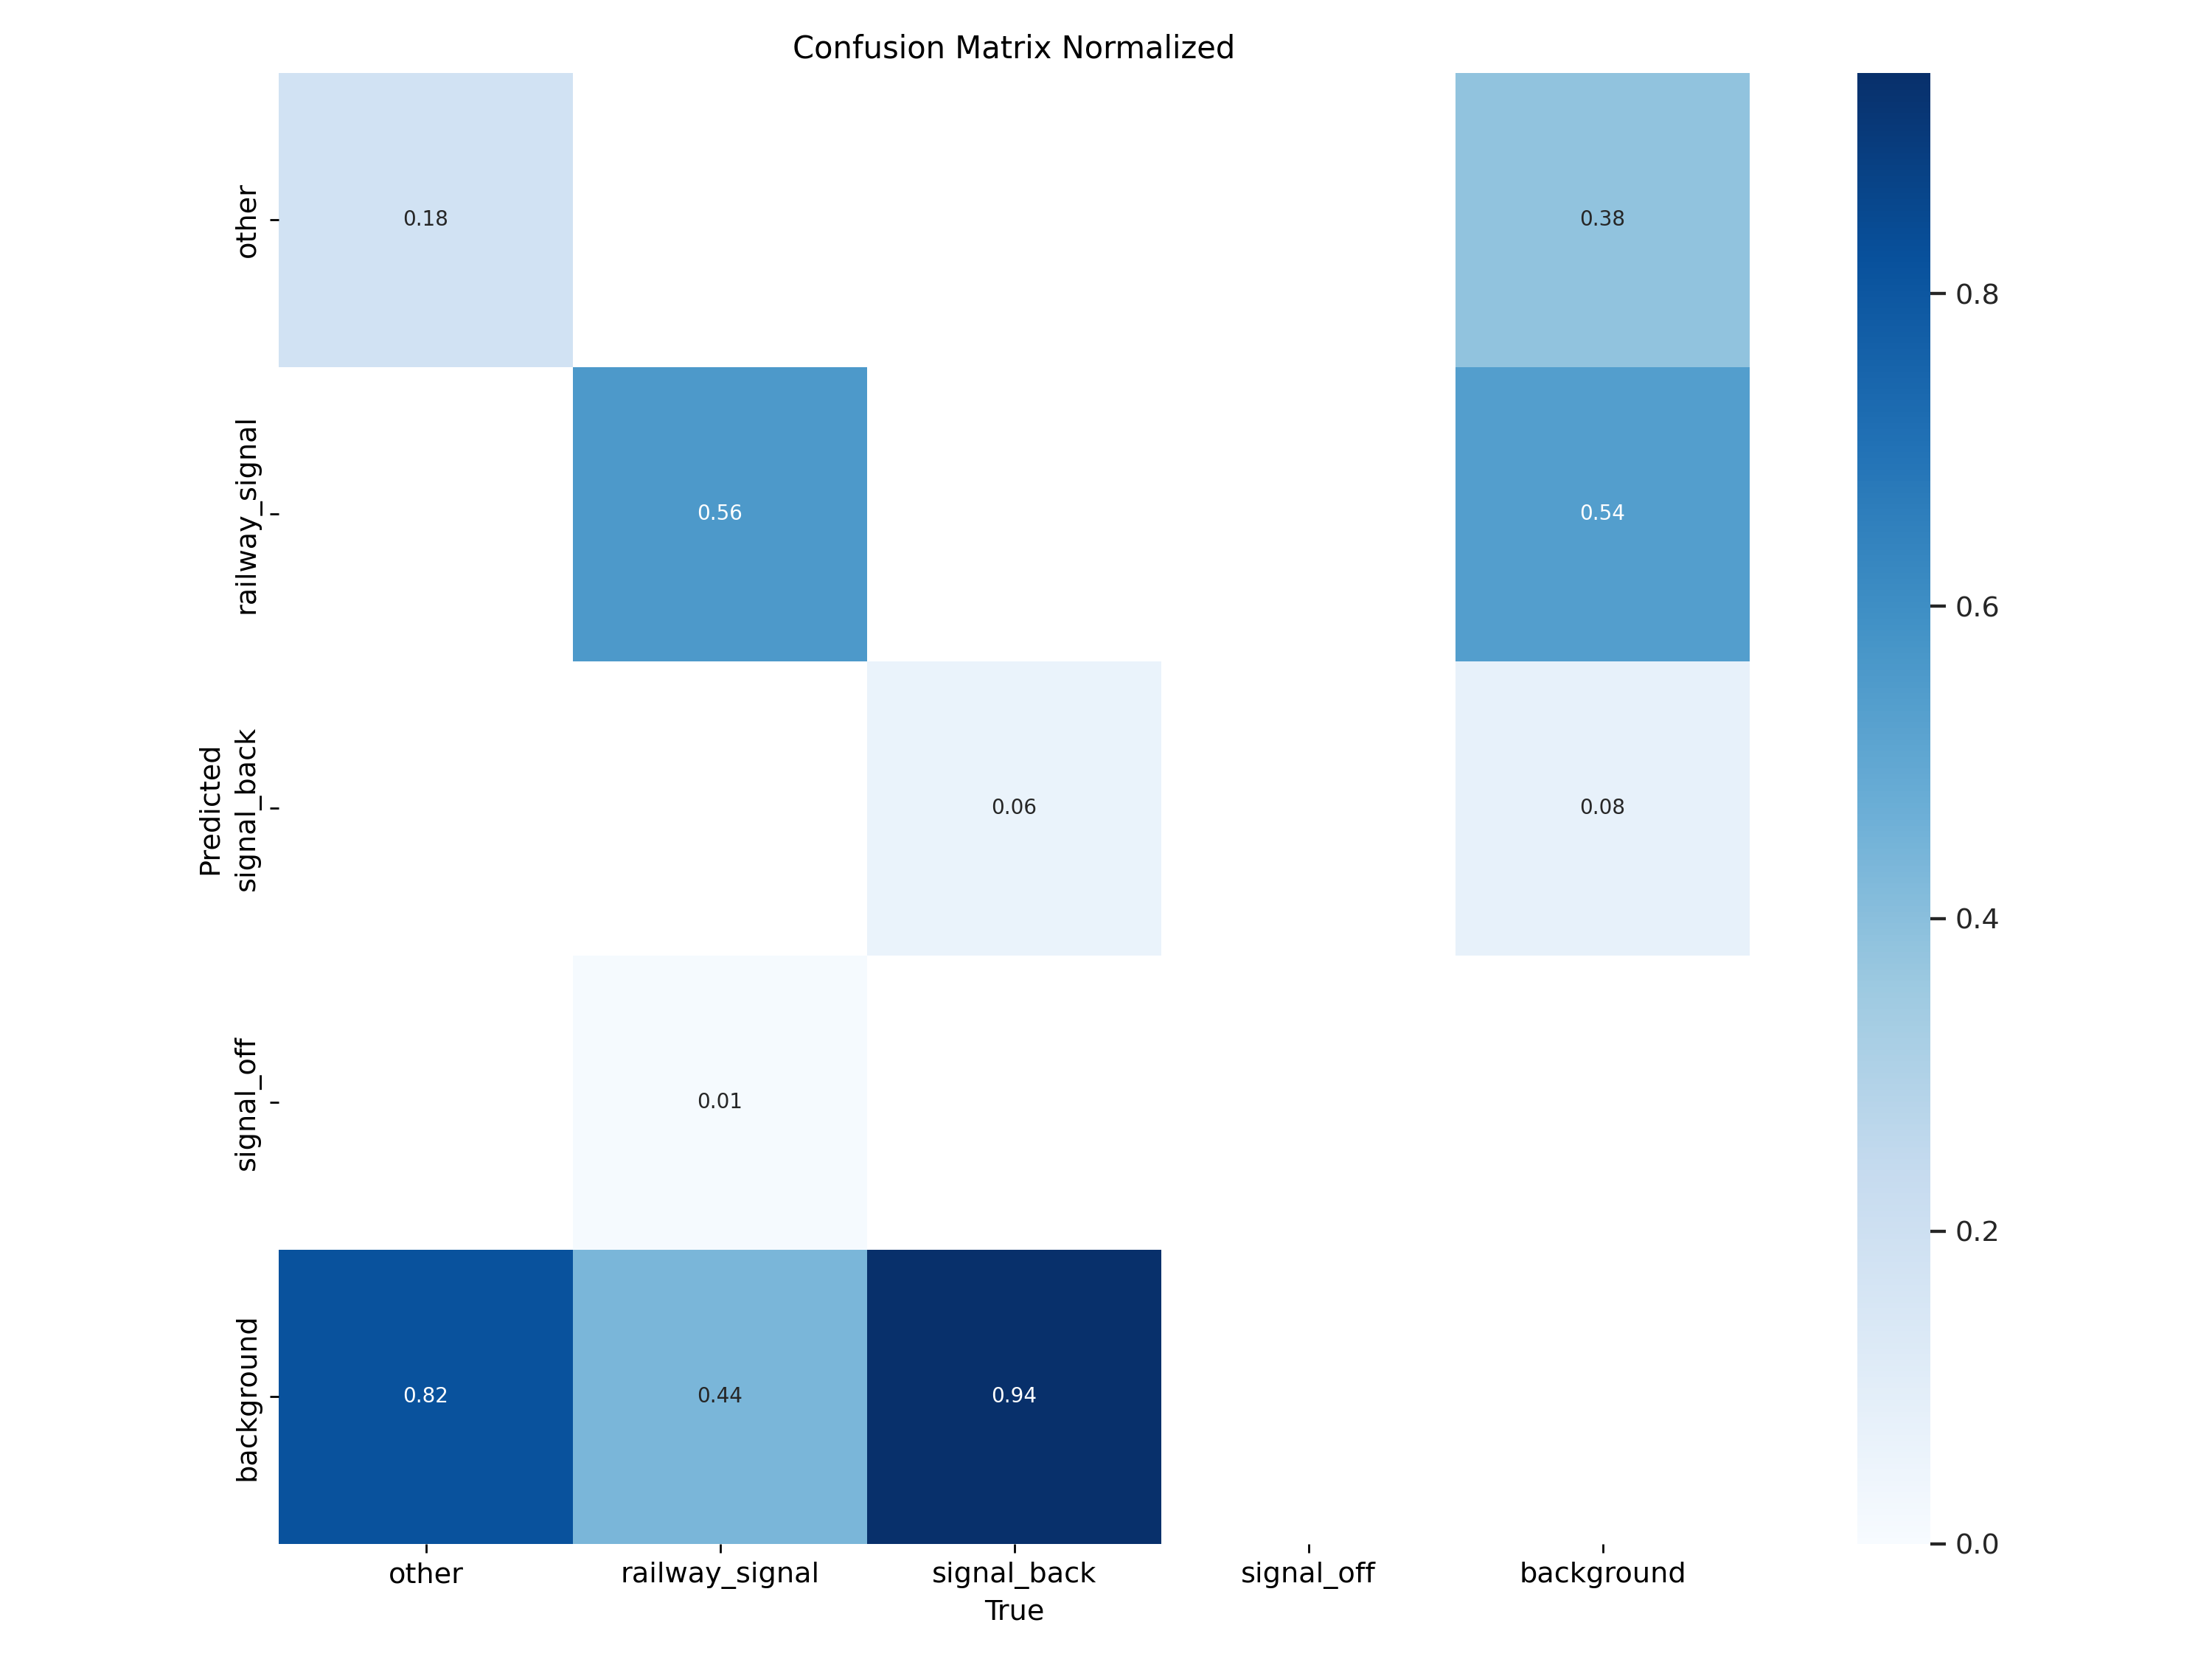 Confusion Matrix Normalized
other
0.18
0.38
0.8
railway_signal
0.56
0.54
0.6
Predicted
signal_back
0.06
0.08
0.4
signal_off
0.01
0.2
background
0.82
0.44
0.94
0.0
other
railway_signal
signal_back
signal_off
background
True